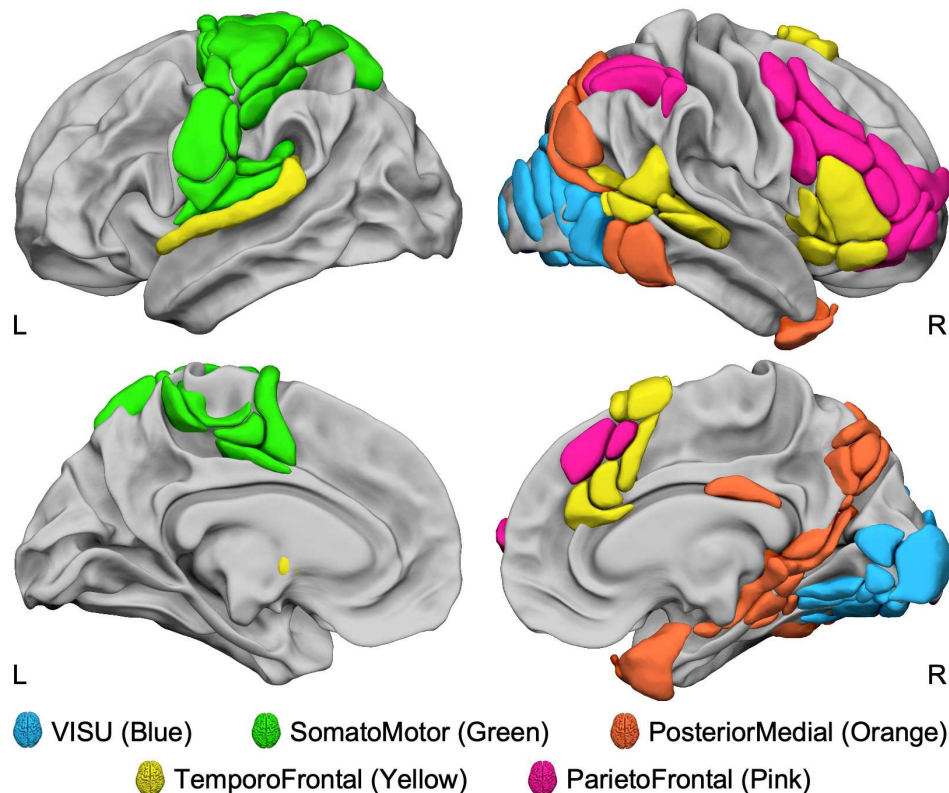 L
R
L
R
VISU (Blue)
SomatoMotor (Green)
PosteriorMedial (Orange)
TemporoFrontal (Yellow)
ParietoFrontal (Pink)